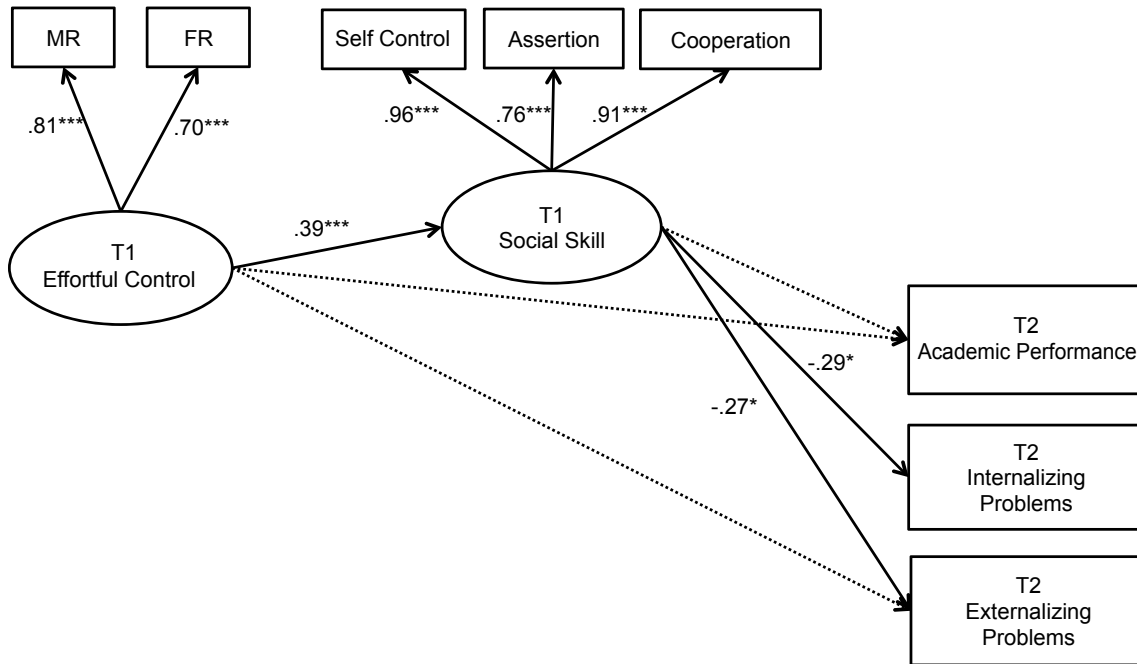 MR
FR
Self Control
Assertion
Cooperation
.81***
.70***
.96***
.76***
.91***
T1
Effortful Control
.39***
T1
Social Skill
T2
Academic Performance
-.29*
-.27*
T2
Internalizing
Problems
T2
Externalizing
Problems